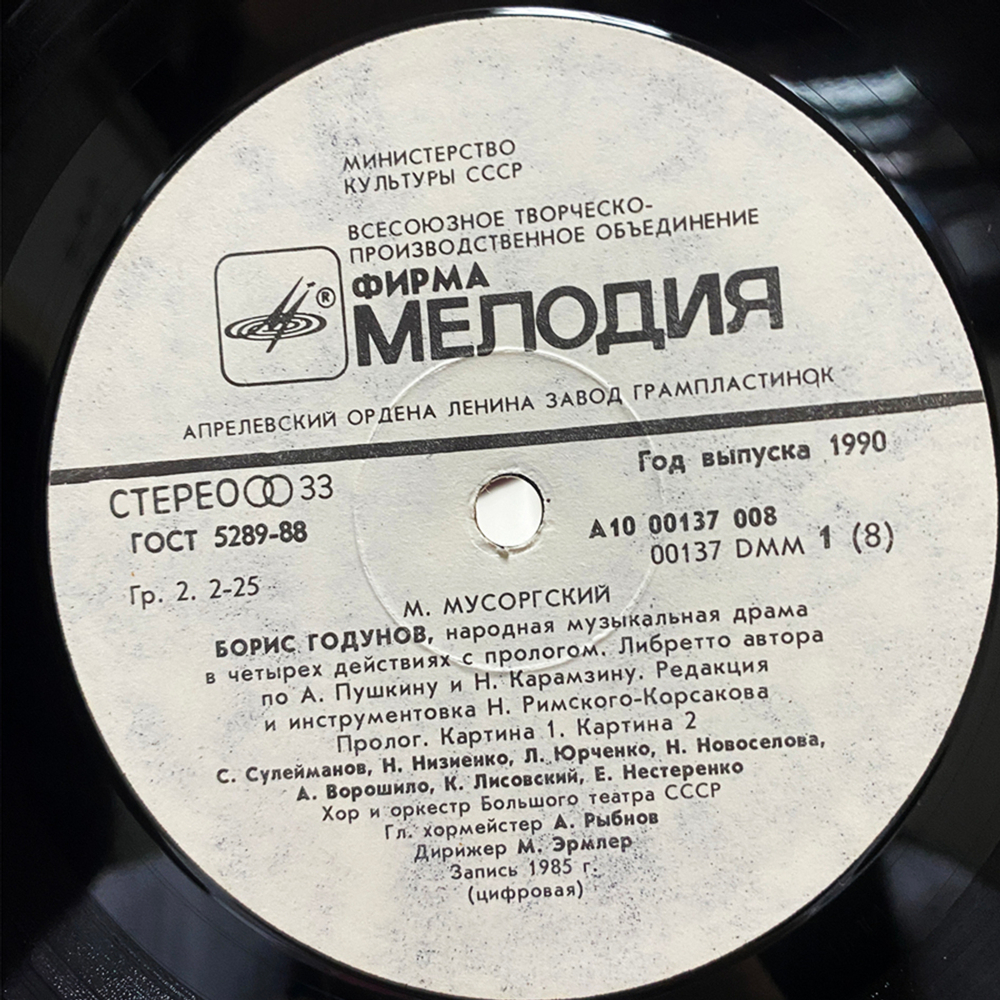 МИНИСТЕРСТВО
КУЛЬТУРЫ СССР
ВСЕСОЮЗНОЕ ТВОРЧЕСКО-
ПРОИЗВОДСТВЕННОЕ ОБЪЕДИНЕНИЕ
ФИРМА
МЕЛОДИЯ
®
АПРЕЛЕВСКИЙ ОРДЕНА ЛЕНИНА ЗАВОД ГРАМПЛАСТИНОК
СТЕРЕО 33
Год выпуска 1990
ГОСТ 5289-88
А10 00137 008
00137 DMM 1 (8)
Гр. 2. 2-25
М. МУСОРГСКИЙ
БОРИС ГОДУНОВ, народная музыкальная драма
в четырех действиях с прологом. Либретто автора
по А. Пушкину и Н. Карамзину. Редакция
и инструментовка Н. Римского-Корсакова
Пролог. Картина 1. Картина 2
С. Сулейманов, Н. Низиенко, Л. Юрченко, Н. Новоселова,
А. Ворошило, К. Лисовский, Е. Нестеренко
Хор и оркестр Большого театра СССР
Гл. хормейстер А. Рыбнов
Дирижер М. Эрмлер
Запись 1985 г.
(цифровая)